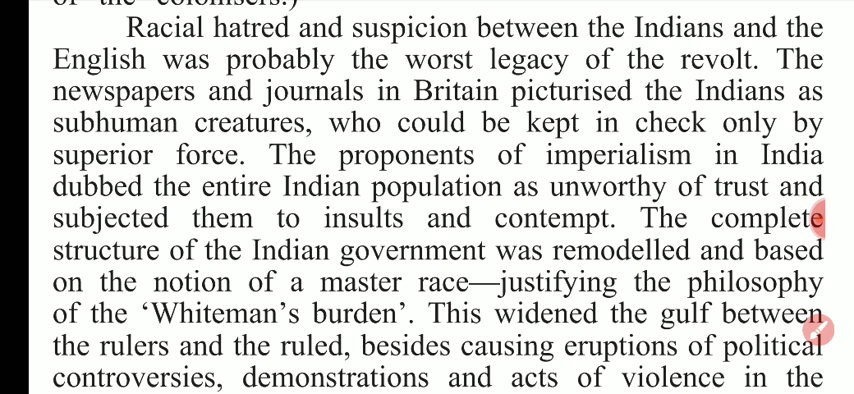 Racial hatred and suspicion between the Indians and the
English was probably the worst legacy of the revolt. The
newspapers and journals in Britain picturised the Indians as
subhuman creatures, who could be kept in check only by
superior force. The proponents of imperialism in India
dubbed the entire Indian population as unworthy of trust and
subjected them to insults and contempt. The complete
structure of the Indian government was remodelled and based
on the notion of a master race—justifying the philosophy
of the ‘Whiteman’s burden’. This widened the gulf between
the rulers and the ruled, besides causing eruptions of political
controversies, demonstrations and acts of violence in the